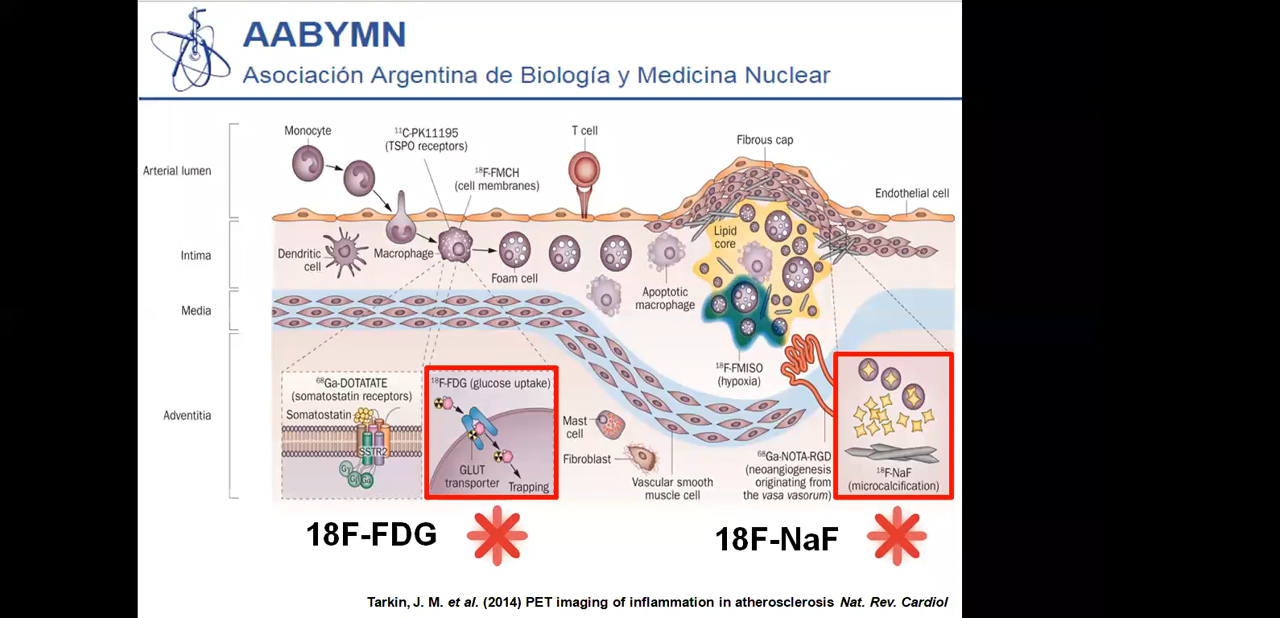 AABYMN
Asociación Argentina de Biología y Medicina Nuclear
Monocyte
¹¹C-PK11195
(TSPO receptors)
T cell
Fibrous cap
Arterial lumen
¹⁸F-FMCH
(cell membranes)
Endothelial cell
Intima
Dendritic
cell
Macrophage
Foam cell
Lipid
core
Apoptotic
macrophage
Media
¹⁸F-FMISO
(hypoxia)
Adventitia
⁶⁸Ga-DOTATATE
(somatostatin receptors)
Somatostatin
SSTR2
¹⁸F-FDG (glucose uptake)
GLUT
transporter
Trapping
Mast
cell
Fibroblast
Vascular smooth
muscle cell
⁶⁸Ga-NOTA-RGD
(neoangiogenesis
originating from
the vasa vasorum)
¹⁸F-NaF
(microcalcification)
18F-FDG
18F-NaF
Tarkin, J. M. et al. (2014) PET imaging of inflammation in atherosclerosis Nat. Rev. Cardiol